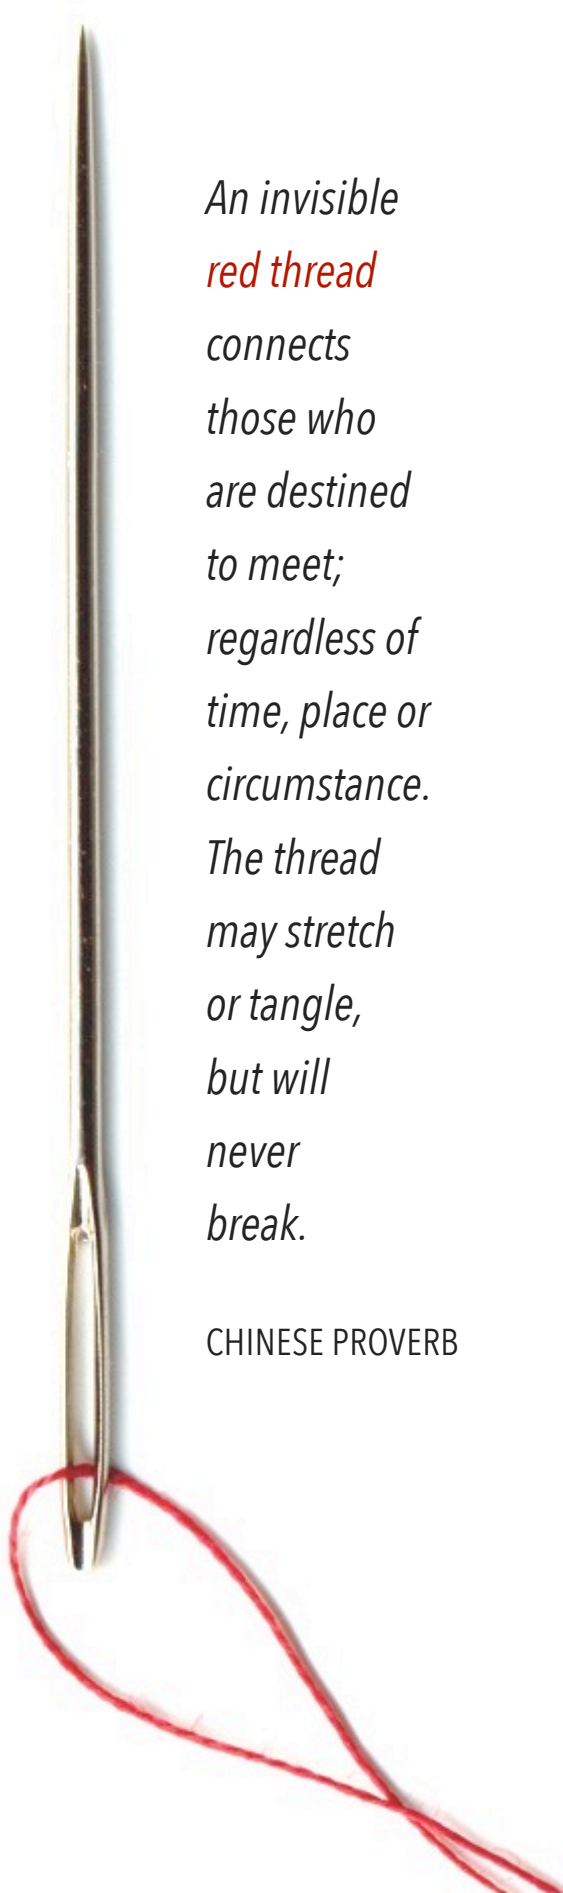 An invisible
red thread
connects
those who
are destined
to meet;
regardless of
time, place or
circumstance.
The thread
may stretch
or tangle,
but will
never
break.
CHINESE PROVERB